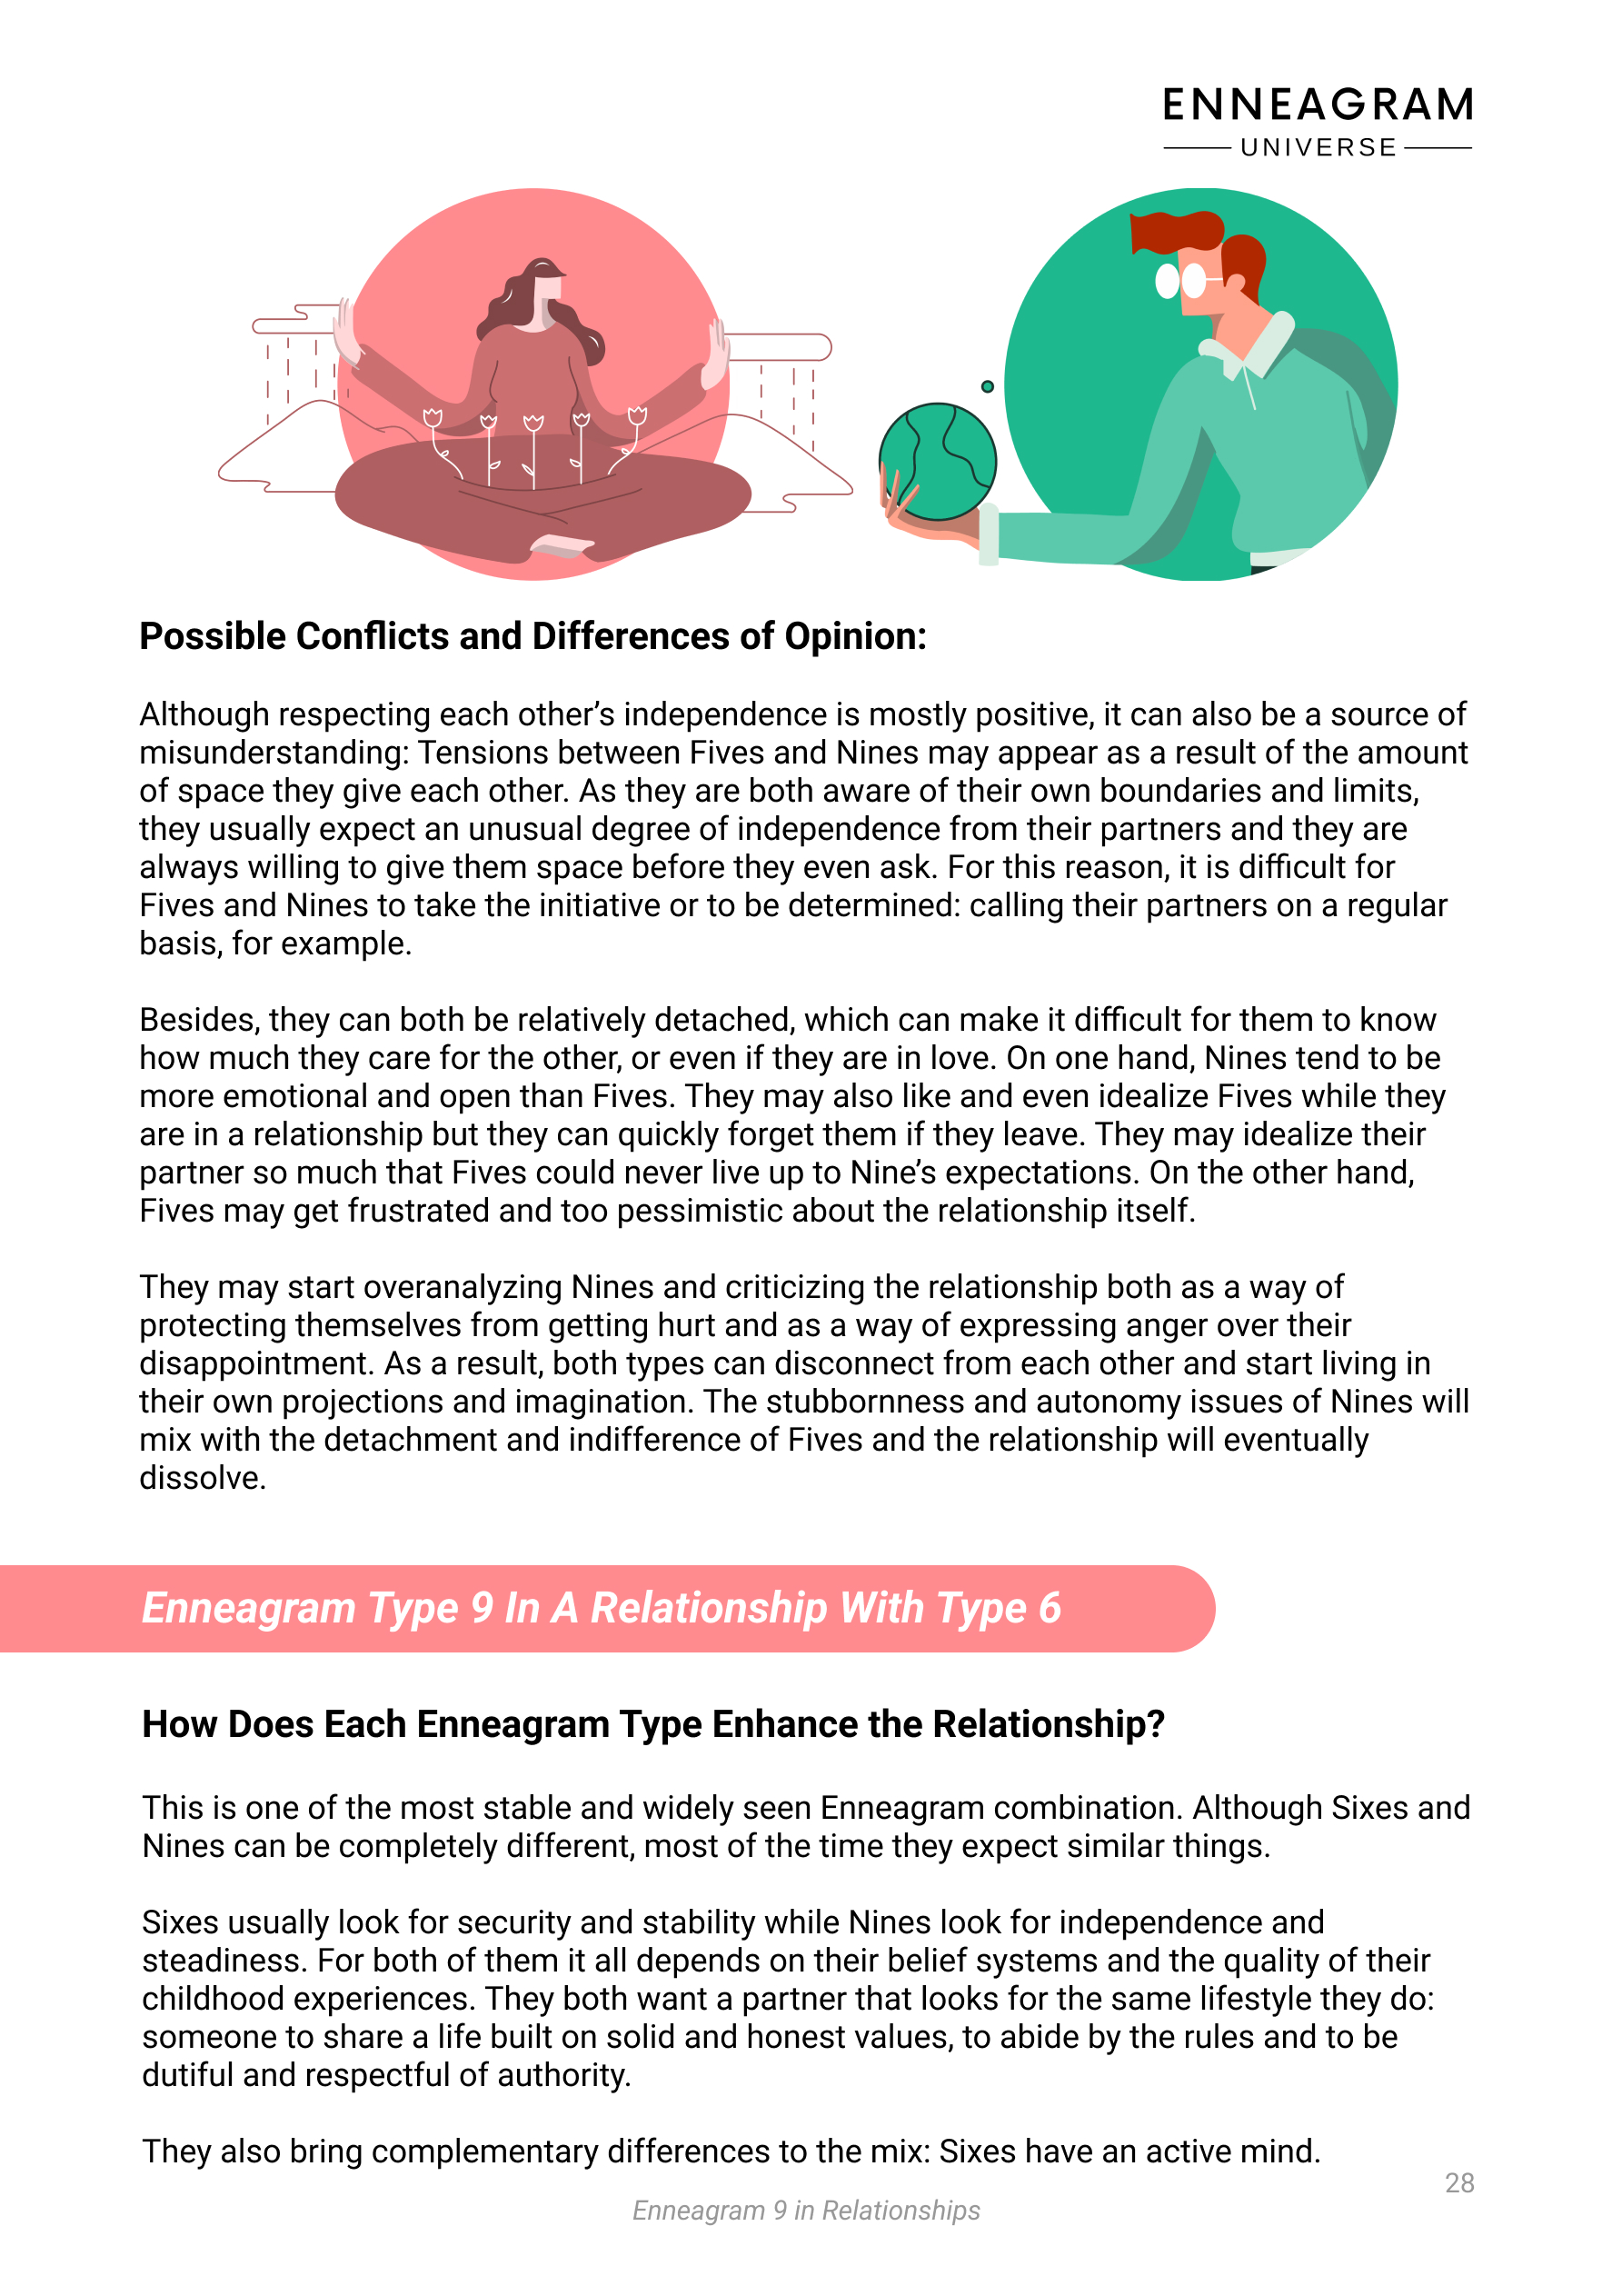 ENNEAGRAM
UNIVERSE
Possible Conflicts and Differences of Opinion:
Although respecting each other’s independence is mostly positive, it can also be a source of
misunderstanding: Tensions between Fives and Nines may appear as a result of the amount
of space they give each other. As they are both aware of their own boundaries and limits,
they usually expect an unusual degree of independence from their partners and they are
always willing to give them space before they even ask. For this reason, it is difficult for
Fives and Nines to take the initiative or to be determined: calling their partners on a regular
basis, for example.
Besides, they can both be relatively detached, which can make it difficult for them to know
how much they care for the other, or even if they are in love. On one hand, Nines tend to be
more emotional and open than Fives. They may also like and even idealize Fives while they
are in a relationship but they can quickly forget them if they leave. They may idealize their
partner so much that Fives could never live up to Nine’s expectations. On the other hand,
Fives may get frustrated and too pessimistic about the relationship itself.
They may start overanalyzing Nines and criticizing the relationship both as a way of
protecting themselves from getting hurt and as a way of expressing anger over their
disappointment. As a result, both types can disconnect from each other and start living in
their own projections and imagination. The stubbornness and autonomy issues of Nines will
mix with the detachment and indifference of Fives and the relationship will eventually
dissolve.
Enneagram Type 9 In A Relationship With Type 6
How Does Each Enneagram Type Enhance the Relationship?
This is one of the most stable and widely seen Enneagram combination. Although Sixes and
Nines can be completely different, most of the time they expect similar things.
Sixes usually look for security and stability while Nines look for independence and
steadiness. For both of them it all depends on their belief systems and the quality of their
childhood experiences. They both want a partner that looks for the same lifestyle they do:
someone to share a life built on solid and honest values, to abide by the rules and to be
dutiful and respectful of authority.
They also bring complementary differences to the mix: Sixes have an active mind.
28
Enneagram 9 in Relationships